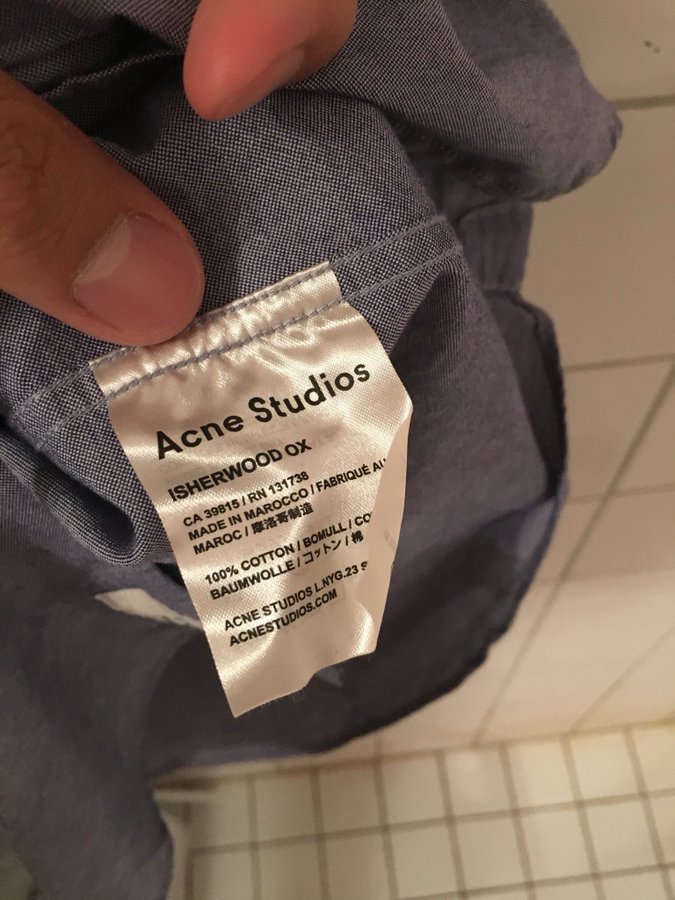 Acne Studios
ISHERWOOD OX
CA 39815 / RN 131738
MADE IN MAROCCO / FABRIQUÉ AU
MAROC / 摩洛哥制造
100% COTTON / BOMULL / CO
BAUMWOLLE / コットン / 棉
ACNE STUDIOS L.NYG.23 S
ACNESTUDIOS.COM